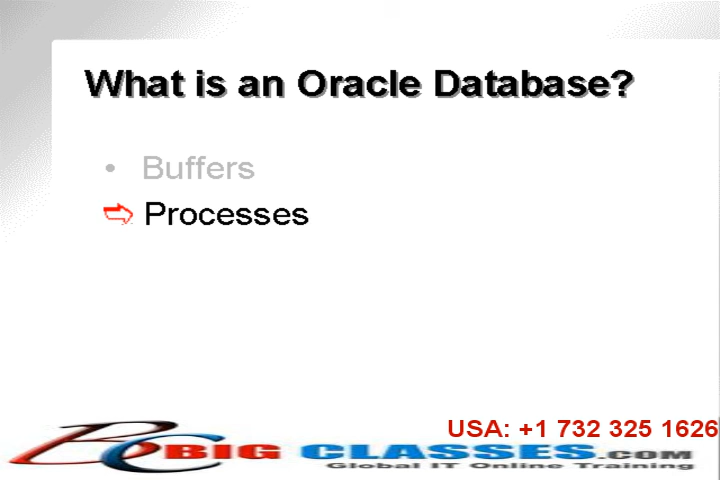 What is an Oracle Database?
• Buffers
➩ Processes
USA: +1 732 325 1626
BC BIG CLASSES.COM
Global IT Online Training